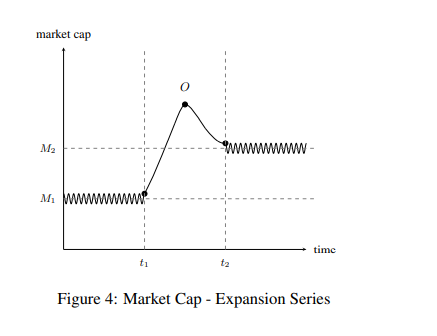 market cap
O
M₂
M₁
time
t₁
t₂
Figure 4: Market Cap - Expansion Series